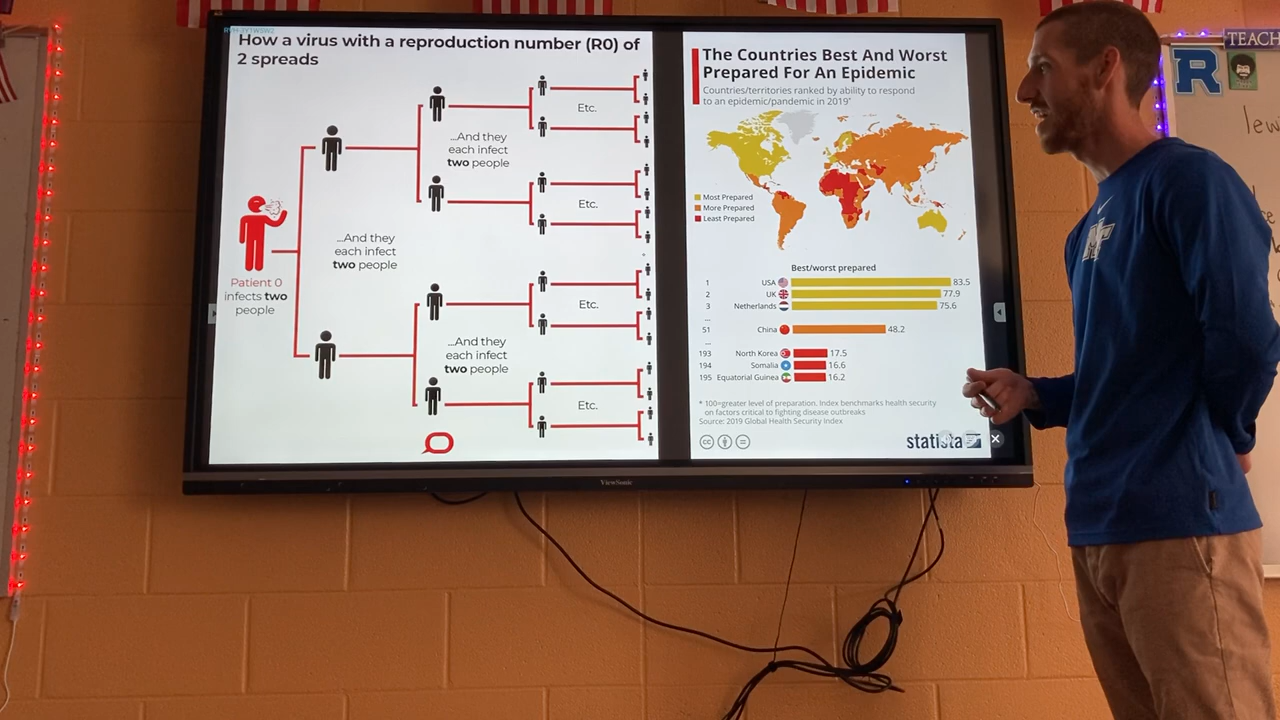 How a virus with a reproduction number (R0) of
2 spreads
Patient 0
infects two
people
...And they
each infect
two people
...And they
each infect
two people
...And they
each infect
two people
Etc.
Etc.
Etc.
Etc.
The Countries Best And Worst
Prepared For An Epidemic
Countries/territories ranked by ability to respond
to an epidemic/pandemic in 2019*
Most Prepared
More Prepared
Least Prepared
Best/worst prepared
1 USA 83.5
2 UK 77.9
3 Netherlands 75.6
...
51 China 48.2
...
193 North Korea 17.5
194 Somalia 16.6
195 Equatorial Guinea 16.2
* 100=greater level of preparation. Index benchmarks health security
on factors critical to fighting disease outbreaks
Source: 2019 Global Health Security Index
statista
ViewSonic
TEACH
R